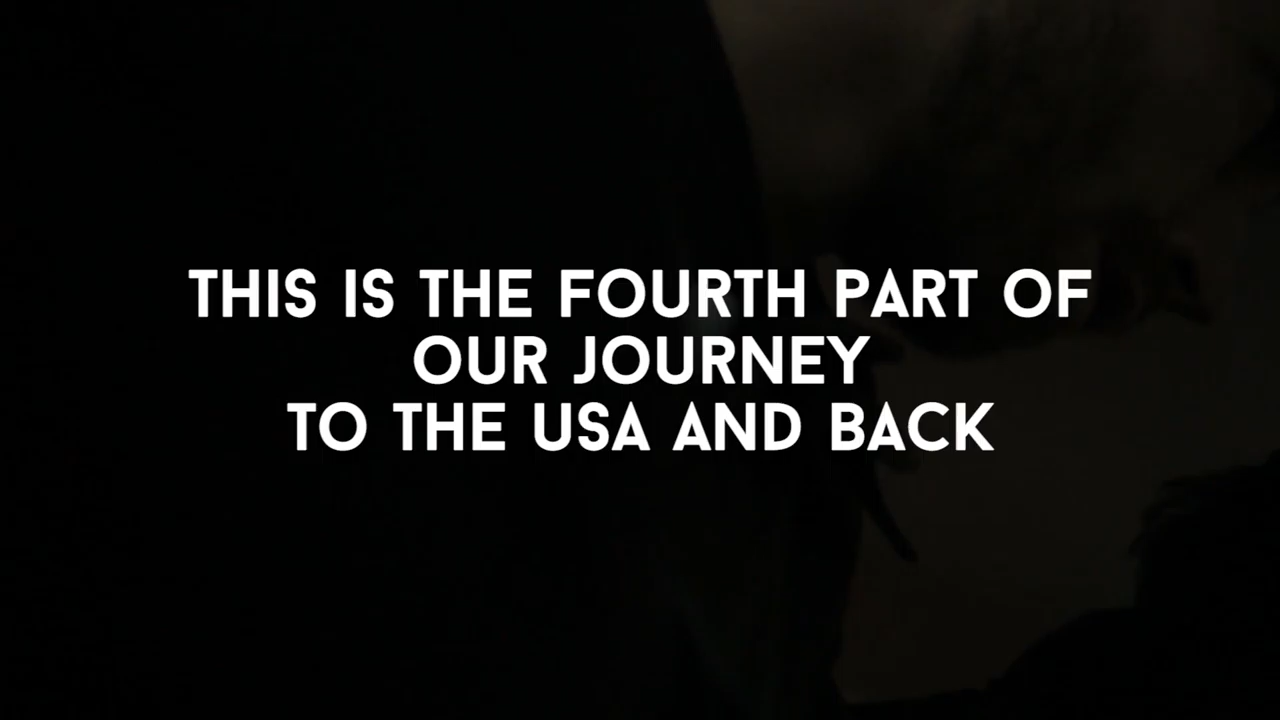 THIS IS THE FOURTH PART OF
OUR JOURNEY
TO THE USA AND BACK